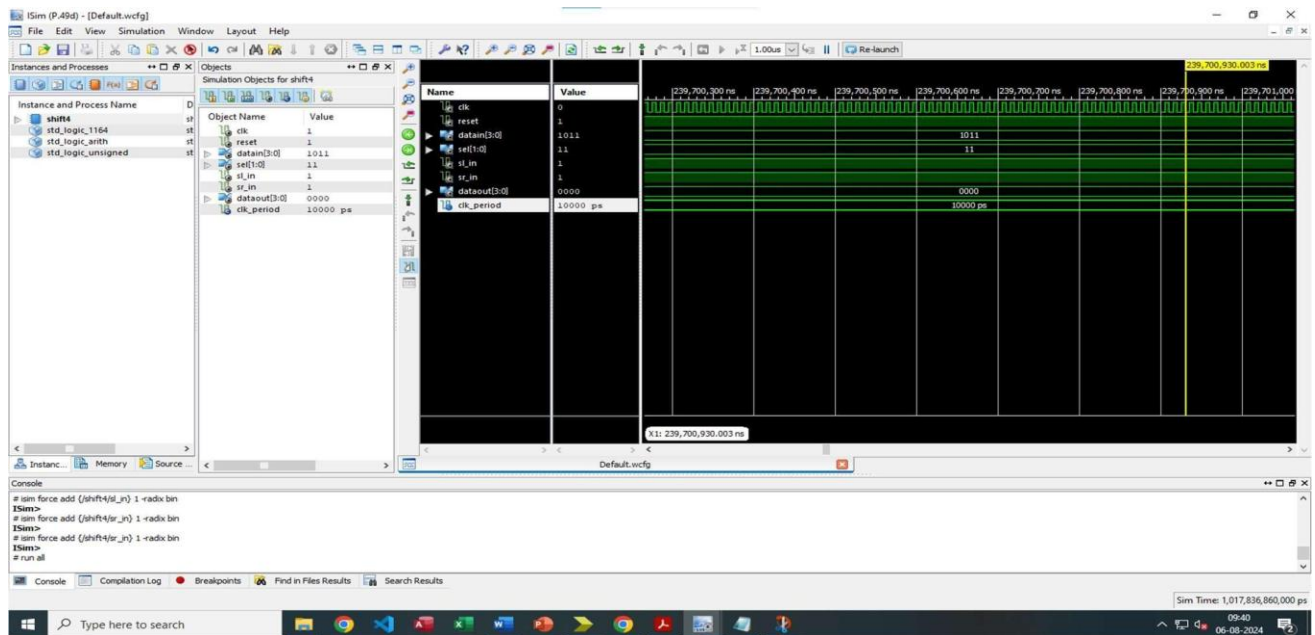 ISim (P.49d) - [Default.wcfg]
File Edit View Simulation Window Layout Help
1.00us Re-launch
Instances and Processes
Instance and Process Name D
shift4 sh
std_logic_1164 st
std_logic_arith st
std_logic_unsigned st
Instanc... Memory Source ...
Objects
Simulation Objects for shift4
Object Name Value
clk 1
reset 1
datain[3:0] 1011
sel[1:0] 11
sl_in 1
sr_in 1
dataout[3:0] 0000
clk_period 10000 ps
Name Value
clk 0
reset 1
datain[3:0] 1011
sel[1:0] 11
sl_in 1
sr_in 1
dataout[3:0] 0000
clk_period 10000 ps
239,700,930.003 ns
239,700,300 ns 239,700,400 ns 239,700,500 ns 239,700,600 ns 239,700,700 ns 239,700,800 ns 239,700,900 ns 239,701,000
1011
11
0000
10000 ps
X1: 239,700,930.003 ns
Default.wcfg
Console
# isim force add {/shift4/sl_in} 1 -radix bin
ISim>
# isim force add {/shift4/sr_in} 1 -radix bin
ISim>
# isim force add {/shift4/sr_in} 1 -radix bin
ISim>
# run all
Console Compilation Log Breakpoints Find in Files Results Search Results
Sim Time: 1,017,836,860,000 ps
Type here to search
09:40
06-08-2024